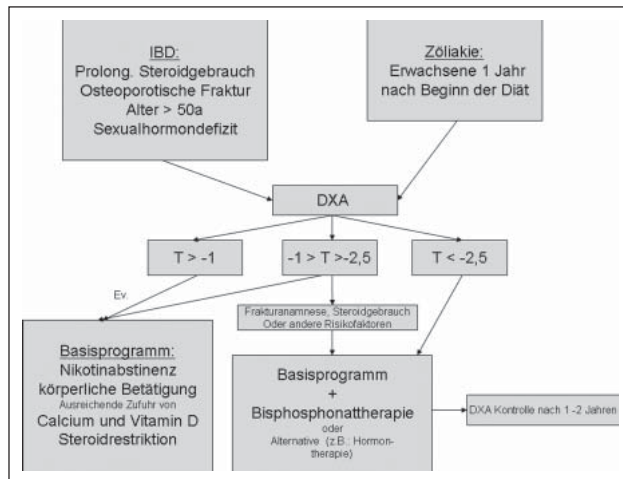 IBD:
Prolong. Steroidgebrauch
Osteoporotische Fraktur
Alter > 50a
Sexualhormondefizit
Zöliakie:
Erwachsene 1 Jahr
nach Beginn der Diät
DXA
T > -1
-1 > T >-2,5
T < -2,5
Ev.
Frakturanamnese, Steroidgebrauch
Oder andere Risikofaktoren
Basisprogramm:
Nikotinabstinenz
körperliche Betätigung
Ausreichende Zufuhr von
Calcium und Vitamin D
Steroidrestriktion
Basisprogramm
+
Bisphosphonattherapie
oder
Alternative (z.B.: Hormon-
therapie)
DXA Kontrolle nach 1 -2 Jahren